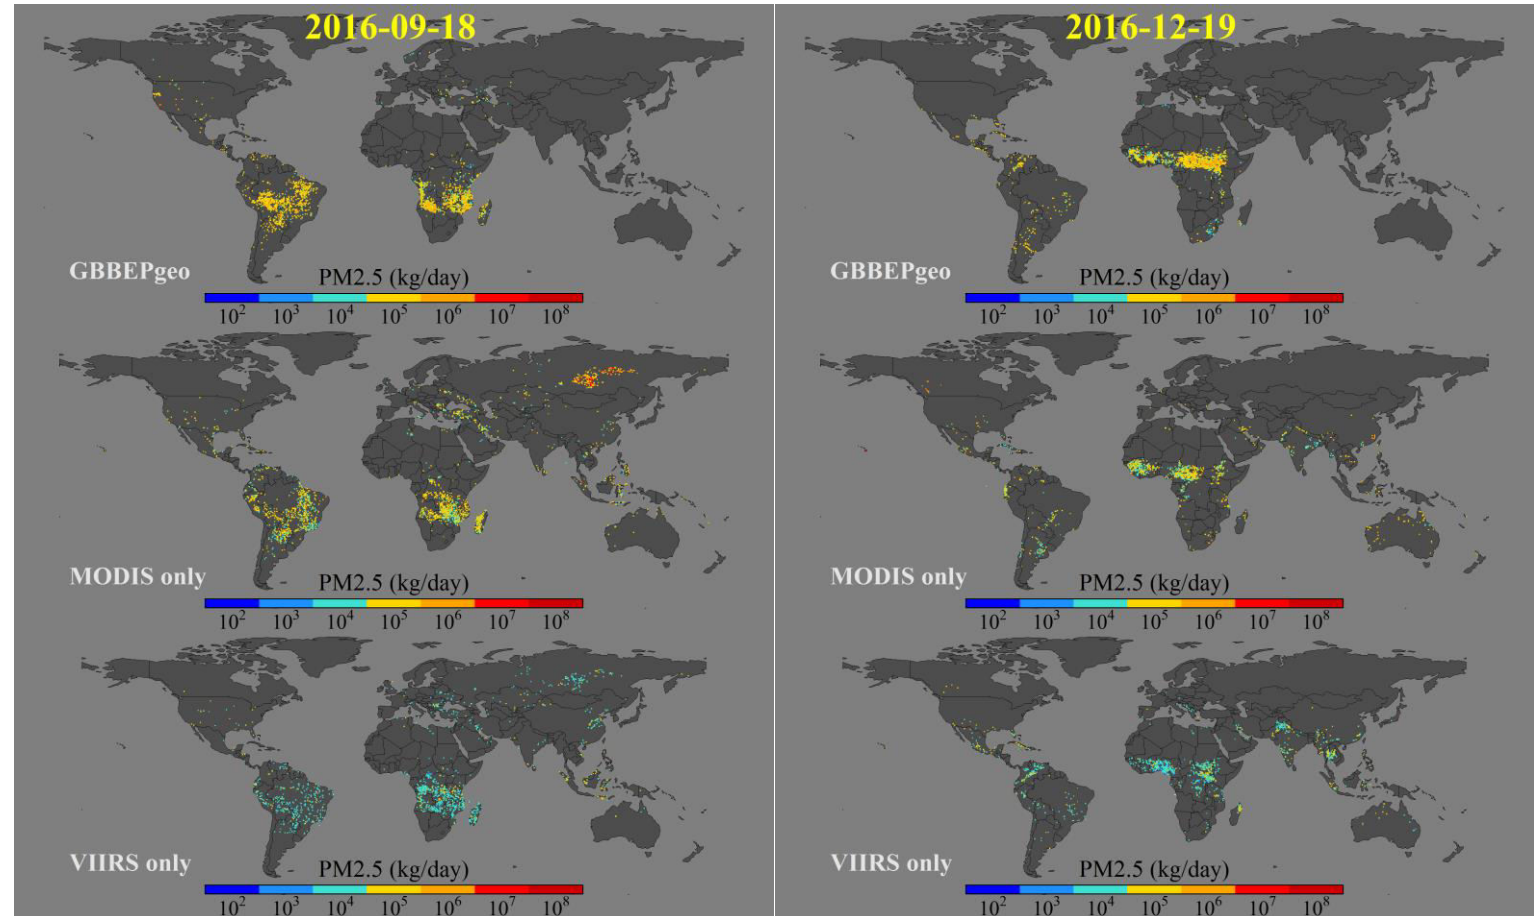 2016-09-18
GBBEPgeo
PM2.5 (kg/day)
10² 10³ 10⁴ 10⁵ 10⁶ 10⁷ 10⁸
MODIS only
PM2.5 (kg/day)
10² 10³ 10⁴ 10⁵ 10⁶ 10⁷ 10⁸
VIIRS only
PM2.5 (kg/day)
10² 10³ 10⁴ 10⁵ 10⁶ 10⁷ 10⁸
2016-12-19
GBBEPgeo
PM2.5 (kg/day)
10² 10³ 10⁴ 10⁵ 10⁶ 10⁷ 10⁸
MODIS only
PM2.5 (kg/day)
10² 10³ 10⁴ 10⁵ 10⁶ 10⁷ 10⁸
VIIRS only
PM2.5 (kg/day)
10² 10³ 10⁴ 10⁵ 10⁶ 10⁷ 10⁸